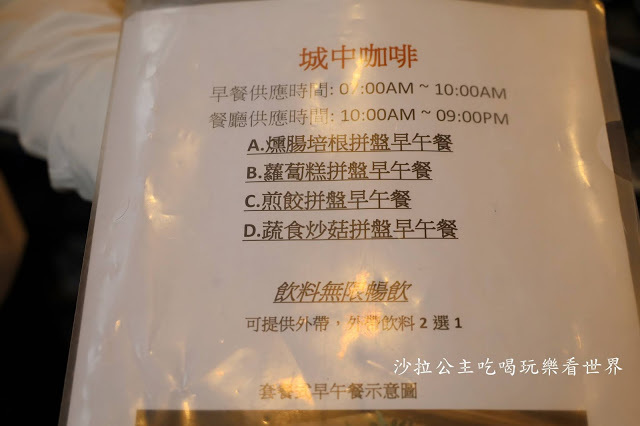 城中咖啡
早餐供應時間: 07:00AM ~ 10:00AM
餐廳供應時間: 10:00AM ~ 09:00PM
A.燻腸培根拼盤早午餐
B.蘿蔔糕拼盤早午餐
C.煎餃拼盤早午餐
D.蔬食炒菇拼盤早午餐
飲料無限暢飲
可提供外帶，外帶飲料 2 選 1
沙拉公主吃喝玩樂看世界
套餐式早午餐示意圖